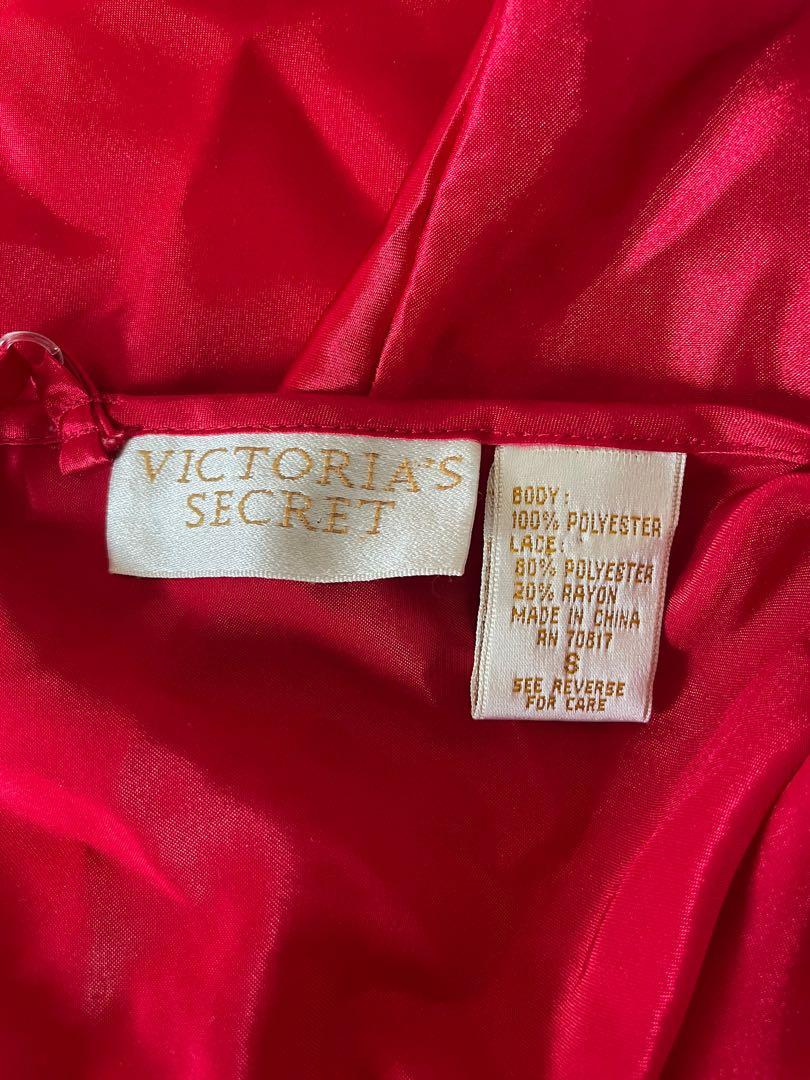 VICTORIA'S
SECRET
BODY:
100% POLYESTER
LACE:
80% POLYESTER
20% RAYON
MADE IN CHINA
RN 70817
S
SEE REVERSE
FOR CARE